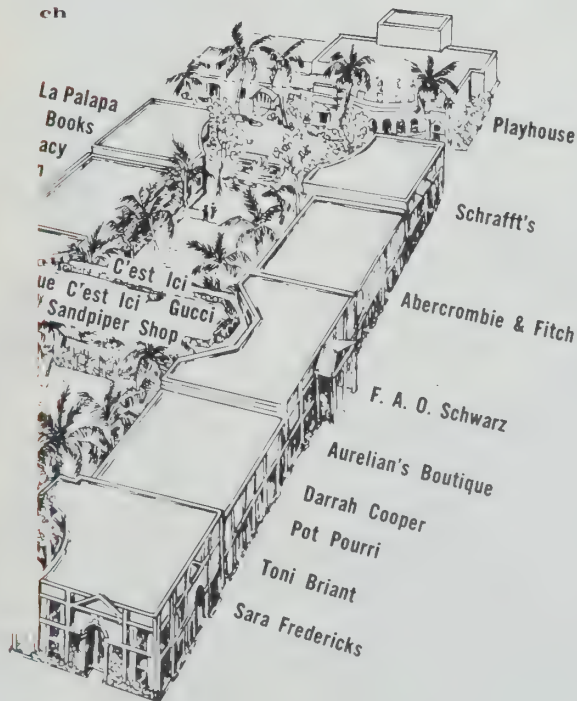 ch
La Palapa
Books
acy
C'est Ici
ue C'est Ici Gucci
Sandpiper Shop
Playhouse
Schrafft's
Abercrombie & Fitch
F. A. O. Schwarz
Aurelian's Boutique
Darrah Cooper
Pot Pourri
Toni Briant
Sara Fredericks